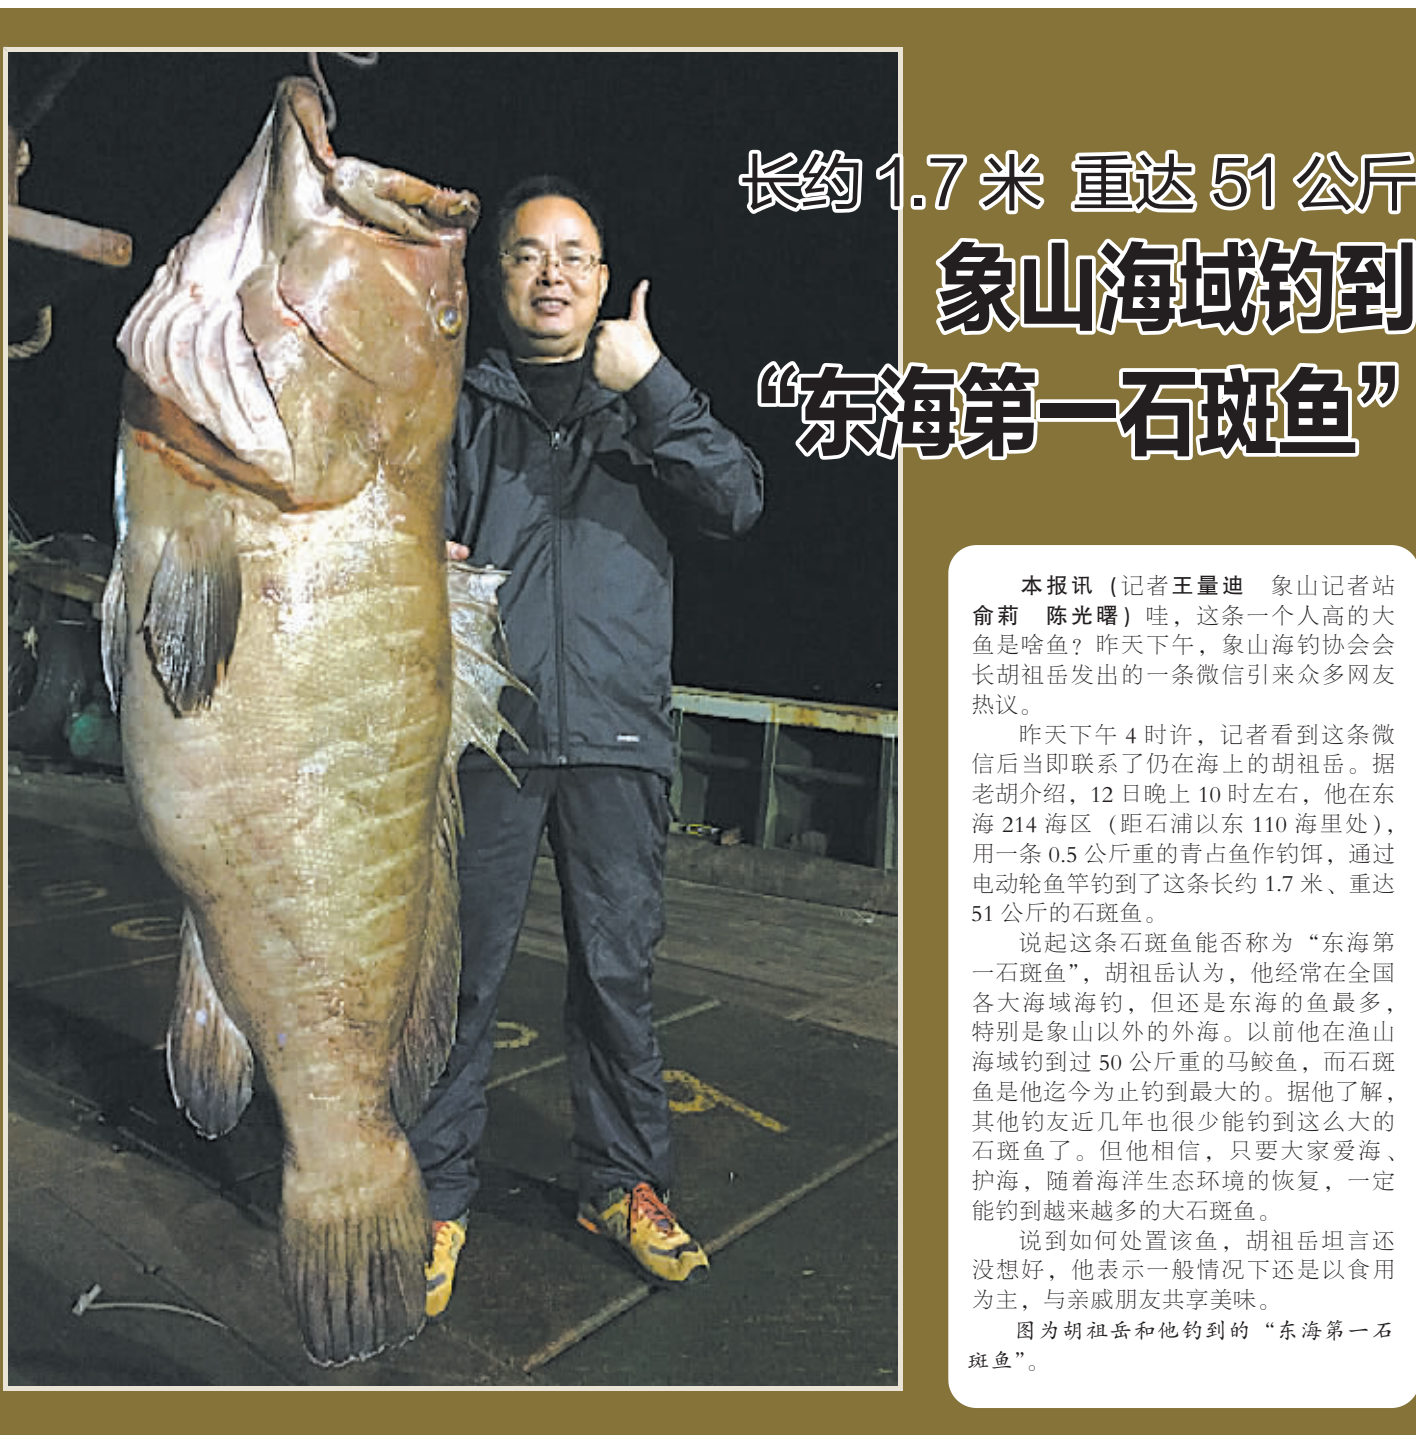 长约1.7米 重达51公斤
象山海域钓到
“东海第一石斑鱼”
本报讯（记者王量迪　象山记者站
俞莉　陈光曙）哇，这条一个人高的大
鱼是啥鱼？昨天下午，象山海钓协会会
长胡祖岳发出的一条微信引来众多网友
热议。
昨天下午 4 时许，记者看到这条微
信后当即联系了仍在海上的胡祖岳。据
老胡介绍，12 日晚上 10 时左右，他在东
海 214 海区（距石浦以东 110 海里处），
用一条 0.5 公斤重的青占鱼作钓饵，通过
电动轮鱼竿钓到了这条长约 1.7 米、重达
51 公斤的石斑鱼。
说起这条石斑鱼能否称为“东海第
一石斑鱼”，胡祖岳认为，他经常在全国
各大海域海钓，但还是东海的鱼最多，
特别是象山以外的外海。以前他在渔山
海域钓到过 50 公斤重的马鲛鱼，而石斑
鱼是他迄今为止钓到最大的。据他了解，
其他钓友近几年也很少能钓到这么大的
石斑鱼了。但他相信，只要大家爱海、
护海，随着海洋生态环境的恢复，一定
能钓到越来越多的大石斑鱼。
说到如何处置该鱼，胡祖岳坦言还
没想好，他表示一般情况下还是以食用
为主，与亲戚朋友共享美味。
图为胡祖岳和他钓到的“东海第一石
斑鱼”。